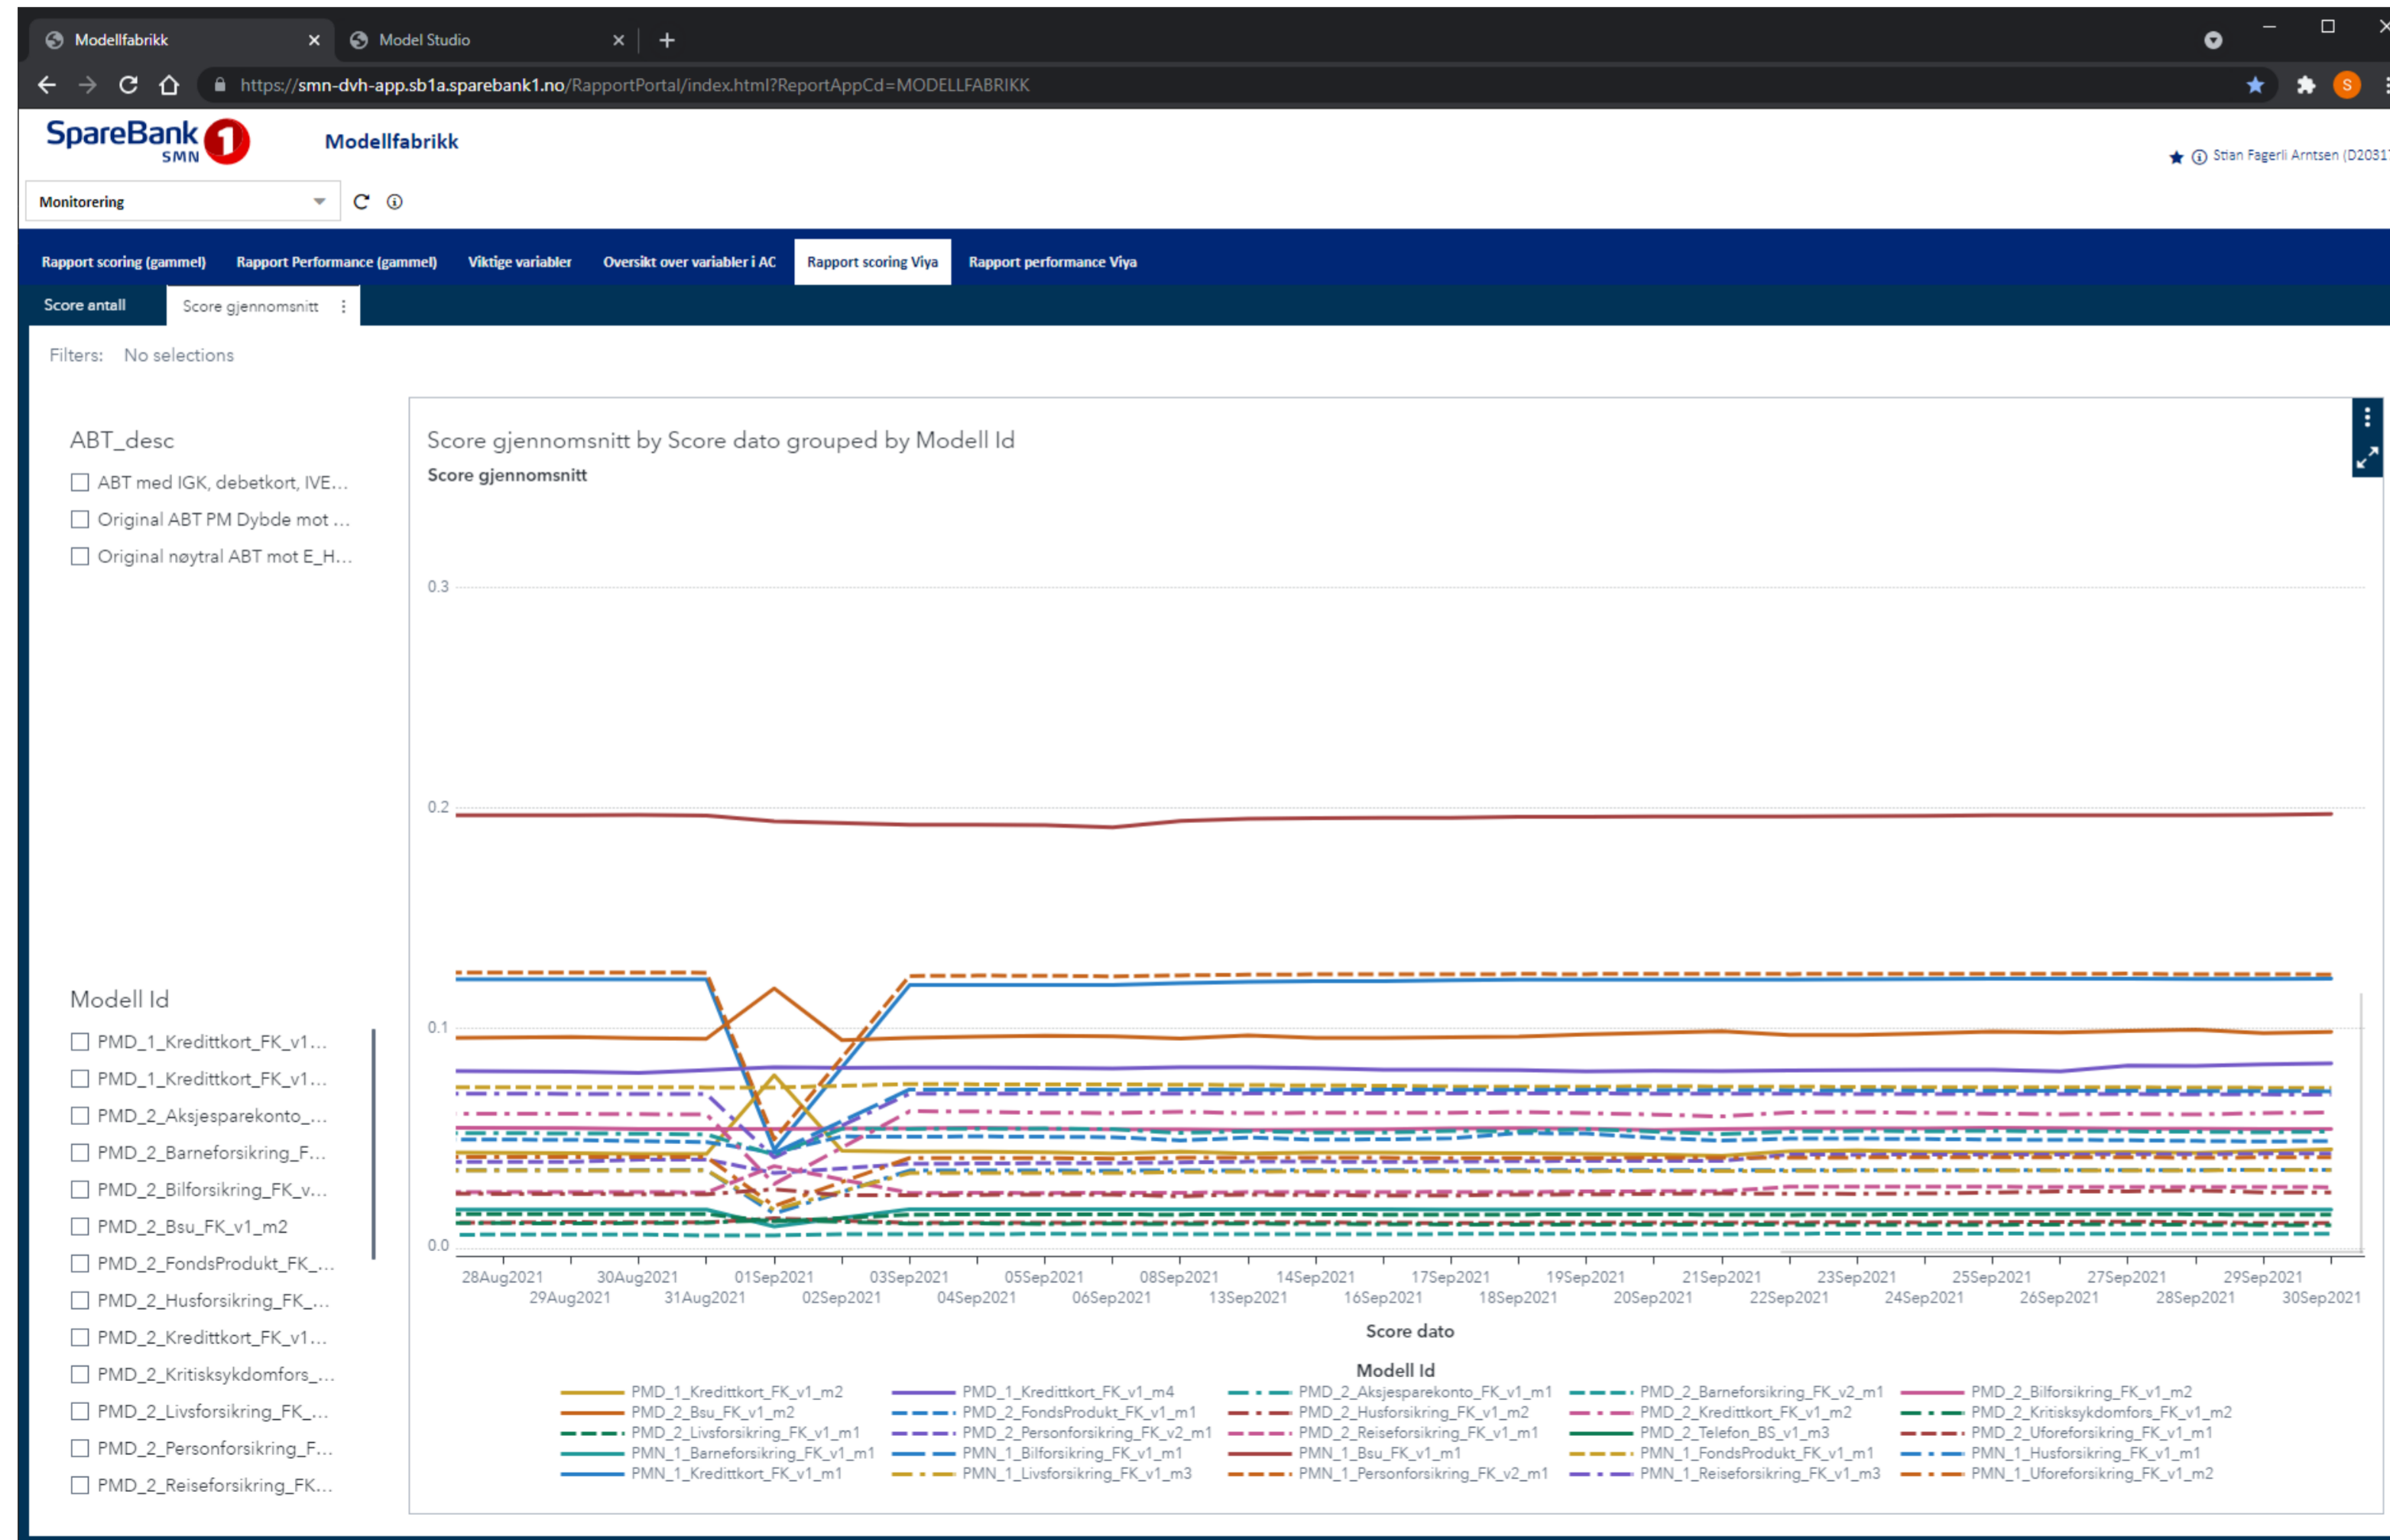 Modellfabrikk
Model Studio
https://smn-dvh-app.sb1a.sparebank1.no/RapportPortal/index.html?ReportAppCd=MODELLFABRIKK
S
SpareBank 1
SMN
Modellfabrikk
Stian Fagerli Arntsen (D20317
Monitorering
Rapport scoring (gammel) Rapport Performance (gammel) Viktige variabler Oversikt over variabler i AC Rapport scoring Viya Rapport performance Viya
Score antall Score gjennomsnitt
Filters: No selections
ABT_desc
ABT med IGK, debetkort, IVE...
Original ABT PM Dybde mot ...
Original nøytral ABT mot E_H...
Modell Id
PMD_1_Kredittkort_FK_v1...
PMD_1_Kredittkort_FK_v1...
PMD_2_Aksjesparekonto_...
PMD_2_Barneforsikring_F...
PMD_2_Bilforsikring_FK_v...
PMD_2_Bsu_FK_v1_m2
PMD_2_FondsProdukt_FK_...
PMD_2_Husforsikring_FK_...
PMD_2_Kredittkort_FK_v1...
PMD_2_Kritisksykdomfors_...
PMD_2_Livsforsikring_FK_...
PMD_2_Personforsikring_F...
PMD_2_Reiseforsikring_FK...
Score gjennomsnitt by Score dato grouped by Modell Id
Score gjennomsnitt
0.3
0.2
0.1
0.0
28Aug2021 30Aug2021 01Sep2021 03Sep2021 05Sep2021 08Sep2021 14Sep2021 17Sep2021 19Sep2021 21Sep2021 23Sep2021 25Sep2021 27Sep2021 29Sep2021
29Aug2021 31Aug2021 02Sep2021 04Sep2021 06Sep2021 13Sep2021 16Sep2021 18Sep2021 20Sep2021 22Sep2021 24Sep2021 26Sep2021 28Sep2021 30Sep2021
Score dato
Modell Id
PMD_1_Kredittkort_FK_v1_m2 PMD_1_Kredittkort_FK_v1_m4 PMD_2_Aksjesparekonto_FK_v1_m1 PMD_2_Barneforsikring_FK_v2_m1 PMD_2_Bilforsikring_FK_v1_m2
PMD_2_Bsu_FK_v1_m2 PMD_2_FondsProdukt_FK_v1_m1 PMD_2_Husforsikring_FK_v1_m2 PMD_2_Kredittkort_FK_v1_m2 PMD_2_Kritisksykdomfors_FK_v1_m2
PMD_2_Livsforsikring_FK_v1_m1 PMD_2_Personforsikring_FK_v2_m1 PMD_2_Reiseforsikring_FK_v1_m1 PMD_2_Telefon_BS_v1_m3 PMD_2_Uforeforsikring_FK_v1_m1
PMN_1_Barneforsikring_FK_v1_m1 PMN_1_Bilforsikring_FK_v1_m1 PMN_1_Bsu_FK_v1_m1 PMN_1_FondsProdukt_FK_v1_m1 PMN_1_Husforsikring_FK_v1_m1
PMN_1_Kredittkort_FK_v1_m1 PMN_1_Livsforsikring_FK_v1_m3 PMN_1_Personforsikring_FK_v2_m1 PMN_1_Reiseforsikring_FK_v1_m3 PMN_1_Uforeforsikring_FK_v1_m2